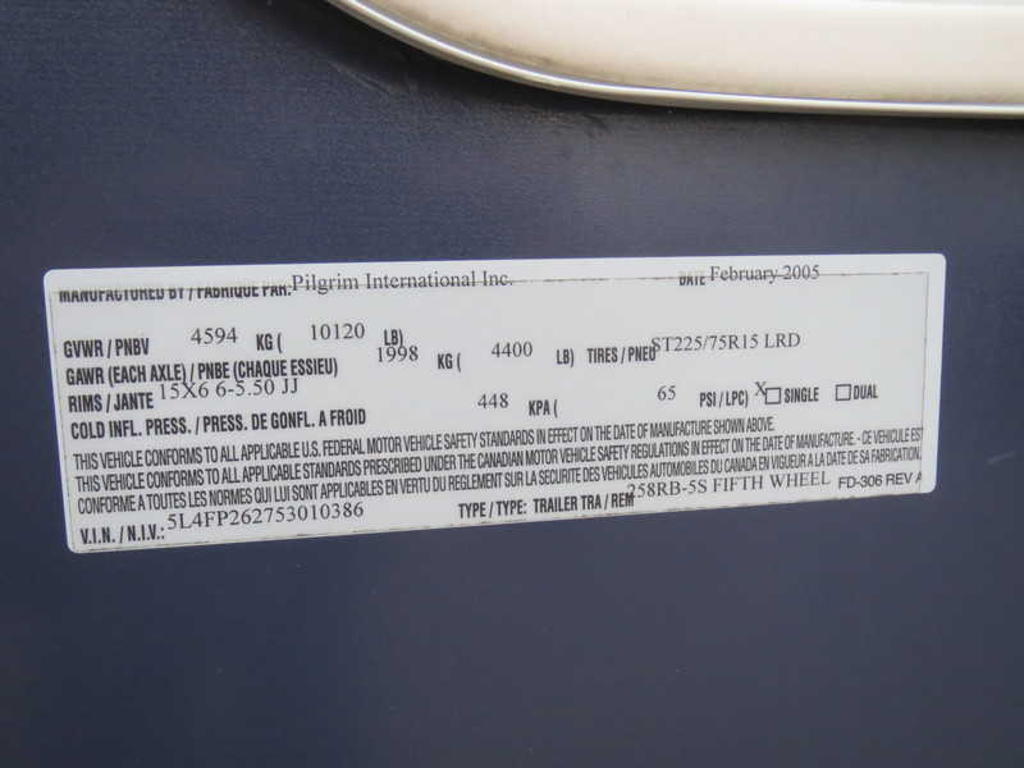 MANUFACTURED BY / FABRIQUE PAR: Pilgrim International Inc. DATE February 2005
GVWR / PNBV 4594 KG ( 10120 LB)
GAWR (EACH AXLE) / PNBE (CHAQUE ESSIEU) 1998 KG ( 4400 LB) TIRES / PNEU ST225/75R15 LRD
RIMS / JANTE 15X6 6-5.50 JJ
COLD INFL. PRESS. / PRESS. DE GONFL. A FROID 448 KPA ( 65 PSI / LPC) X☐ SINGLE ☐ DUAL
THIS VEHICLE CONFORMS TO ALL APPLICABLE U.S. FEDERAL MOTOR VEHICLE SAFETY STANDARDS IN EFFECT ON THE DATE OF MANUFACTURE SHOWN ABOVE.
THIS VEHICLE CONFORMS TO ALL APPLICABLE STANDARDS PRESCRIBED UNDER THE CANADIAN MOTOR VEHICLE SAFETY REGULATIONS IN EFFECT ON THE DATE OF MANUFACTURE. - CE VEHICULE EST
CONFORME A TOUTES LES NORMES QUI LUI SONT APPLICABLES EN VERTU DU REGLEMENT SUR LA SECURITE DES VEHICULES AUTOMOBILES DU CANADA EN VIGUEUR A LA DATE DE SA FABRICATION.
V.I.N. / N.I.V.: 5L4FP262753010386 TYPE / TYPE: TRAILER TRA / REM 258RB-5S FIFTH WHEEL FD-306 REV A